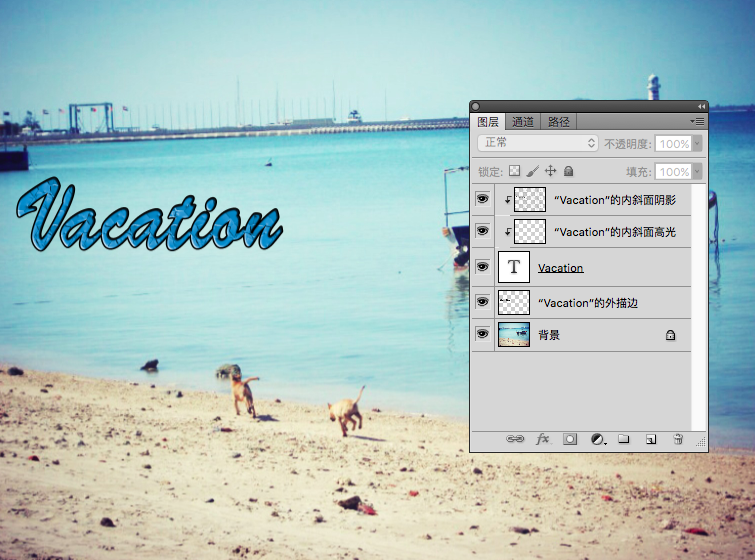 Vacation
图层 通道 路径
正常 不透明度: 100%
锁定: 填充: 100%
“Vacation”的内斜面阴影
“Vacation”的内斜面高光
T Vacation
“Vacation”的外描边
背景
fx